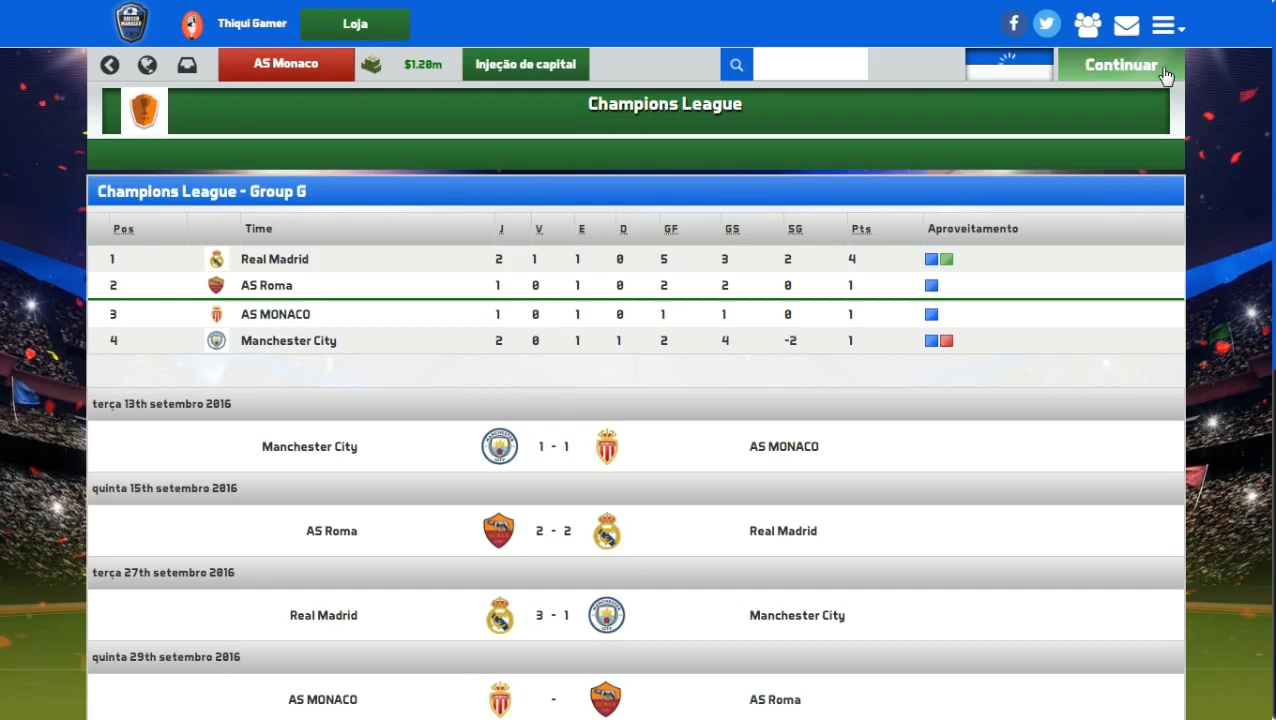 SOCCER MANAGER
Thiqui Gamer
Loja
AS Monaco
$1.20m
Injeção de capital
Continuar
Champions League
Champions League - Group G
Pos Time J V E D GF GS SG Pts Aproveitamento
1 Real Madrid 2 1 1 0 5 3 2 4
2 AS Roma 1 0 1 0 2 2 0 1
3 AS MONACO 1 0 1 0 1 1 0 1
4 Manchester City 2 0 1 1 2 4 -2 1
terça 13th setembro 2016
Manchester City 1 - 1 AS MONACO
quinta 15th setembro 2016
AS Roma 2 - 2 Real Madrid
terça 27th setembro 2016
Real Madrid 3 - 1 Manchester City
quinta 29th setembro 2016
AS MONACO - AS Roma